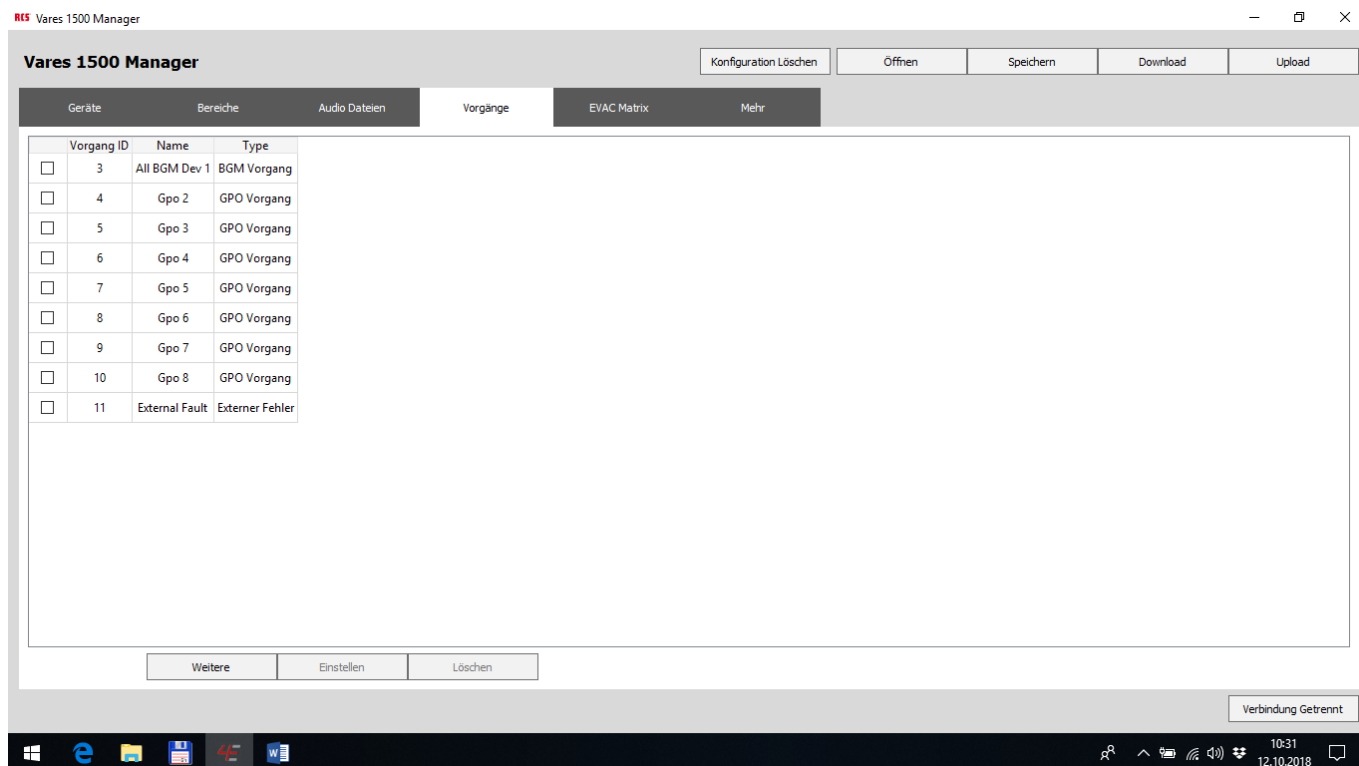 RCS Vares 1500 Manager
Vares 1500 Manager
Konfiguration Löschen Öffnen Speichern Download Upload
Geräte Bereiche Audio Dateien Vorgänge EVAC Matrix Mehr
Vorgang ID Name Type
3 All BGM Dev 1 BGM Vorgang
4 Gpo 2 GPO Vorgang
5 Gpo 3 GPO Vorgang
6 Gpo 4 GPO Vorgang
7 Gpo 5 GPO Vorgang
8 Gpo 6 GPO Vorgang
9 Gpo 7 GPO Vorgang
10 Gpo 8 GPO Vorgang
11 External Fault Externer Fehler
Weitere Einstellen Löschen
Verbindung Getrennt
10:31
12.10.2018